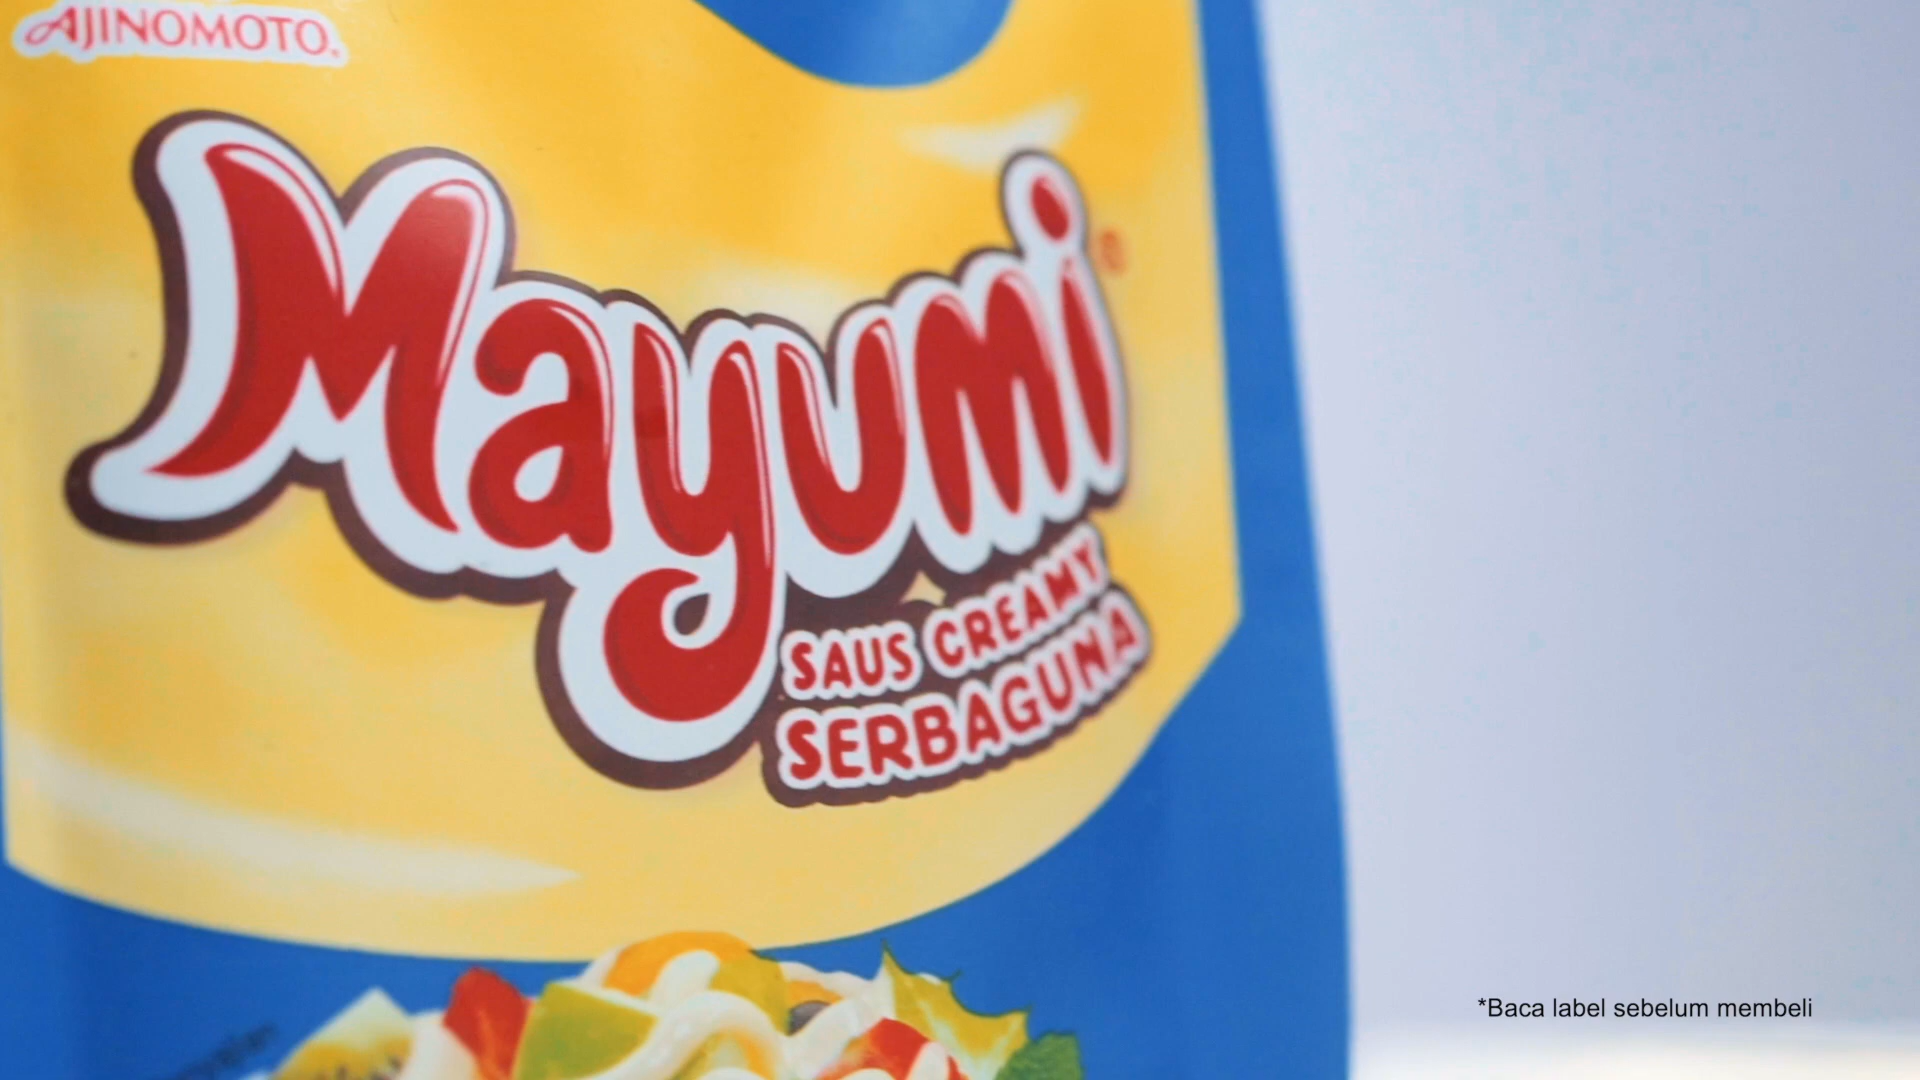 AJINOMOTO.
Mayumi®
SAUS CREAMY
SERBAGUNA
*Baca label sebelum membeli